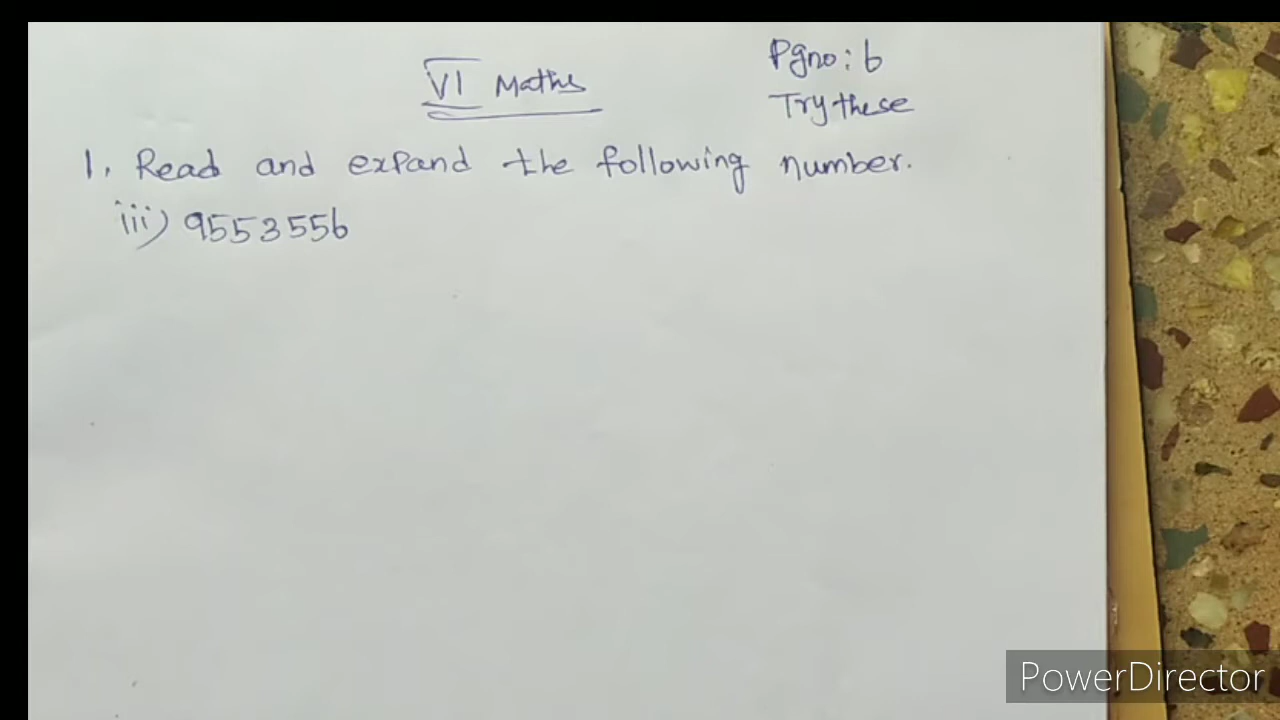 VI Maths
Pgno: 6
Try these
1. Read and expand the following number.
iii) 9553556
PowerDirector